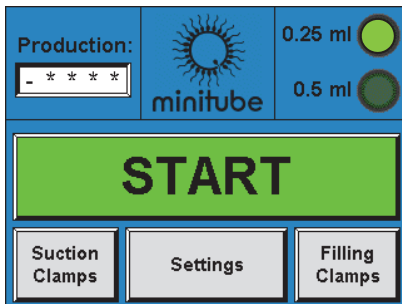 Production:
- * * * *
minitube
0.25 ml
0.5 ml
START
Suction
Clamps
Settings
Filling
Clamps